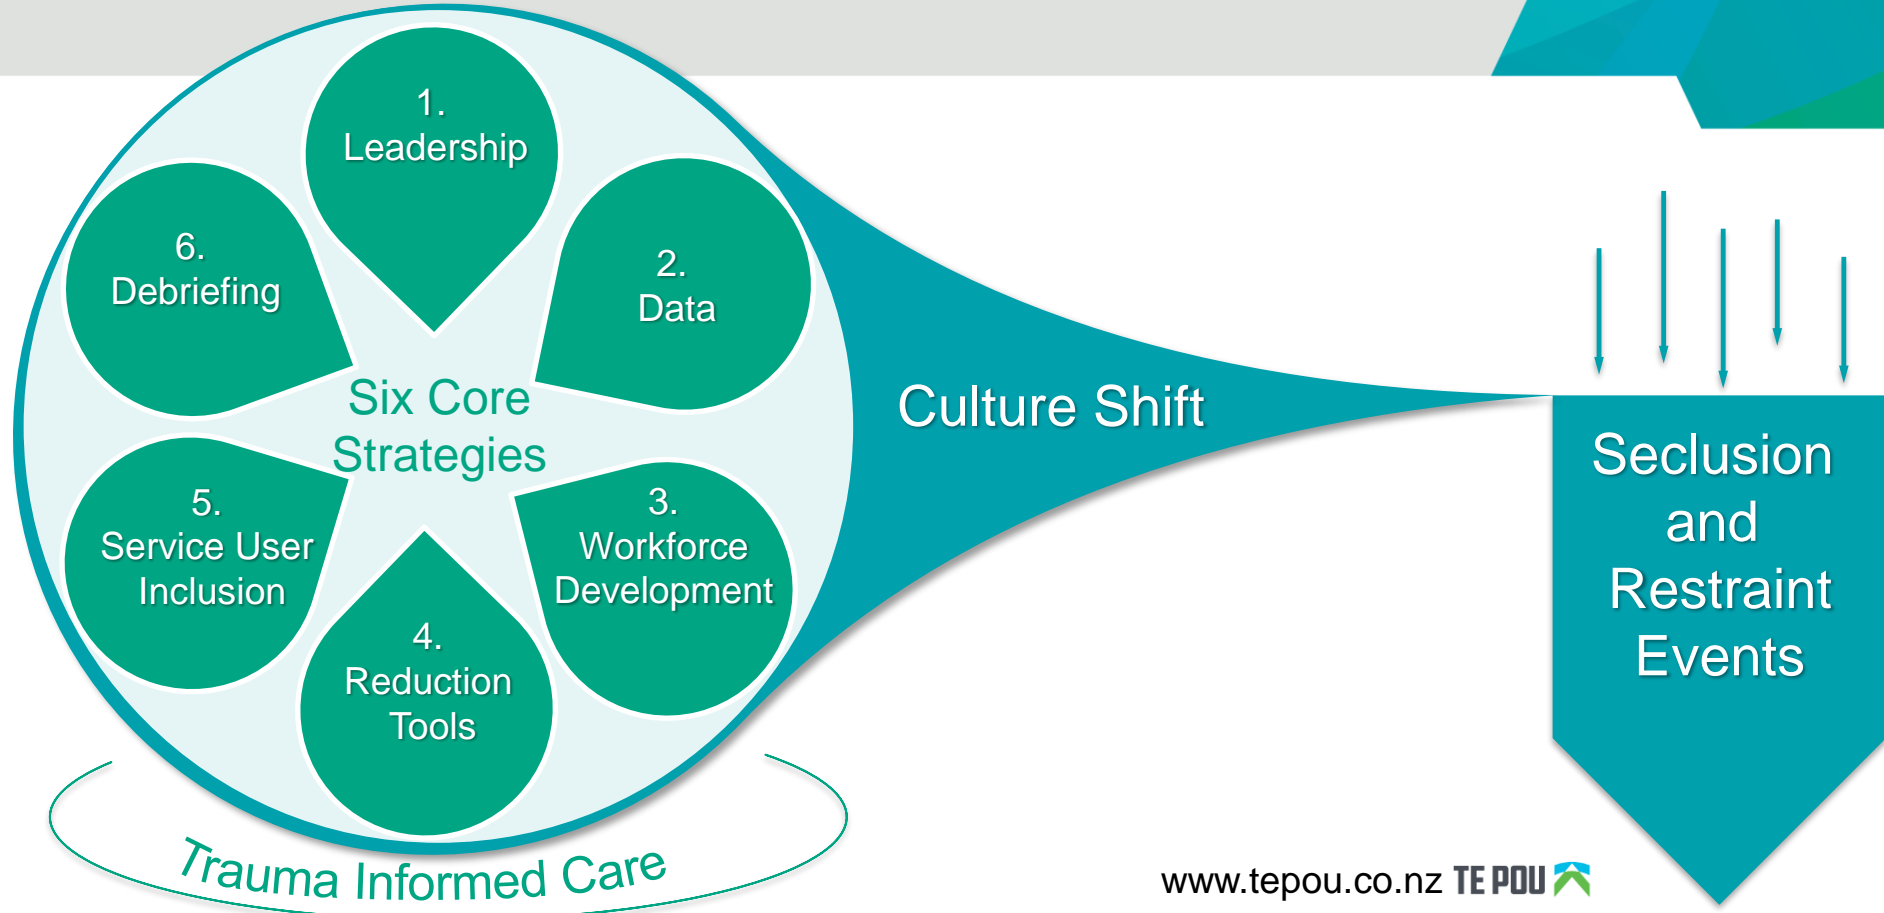 1.
Leadership
2.
Data
3.
Workforce
Development
4.
Reduction
Tools
5.
Service User
Inclusion
6.
Debriefing
Six Core
Strategies
Trauma Informed Care
Culture Shift
Seclusion
and
Restraint
Events
www.tepou.co.nz TE POU